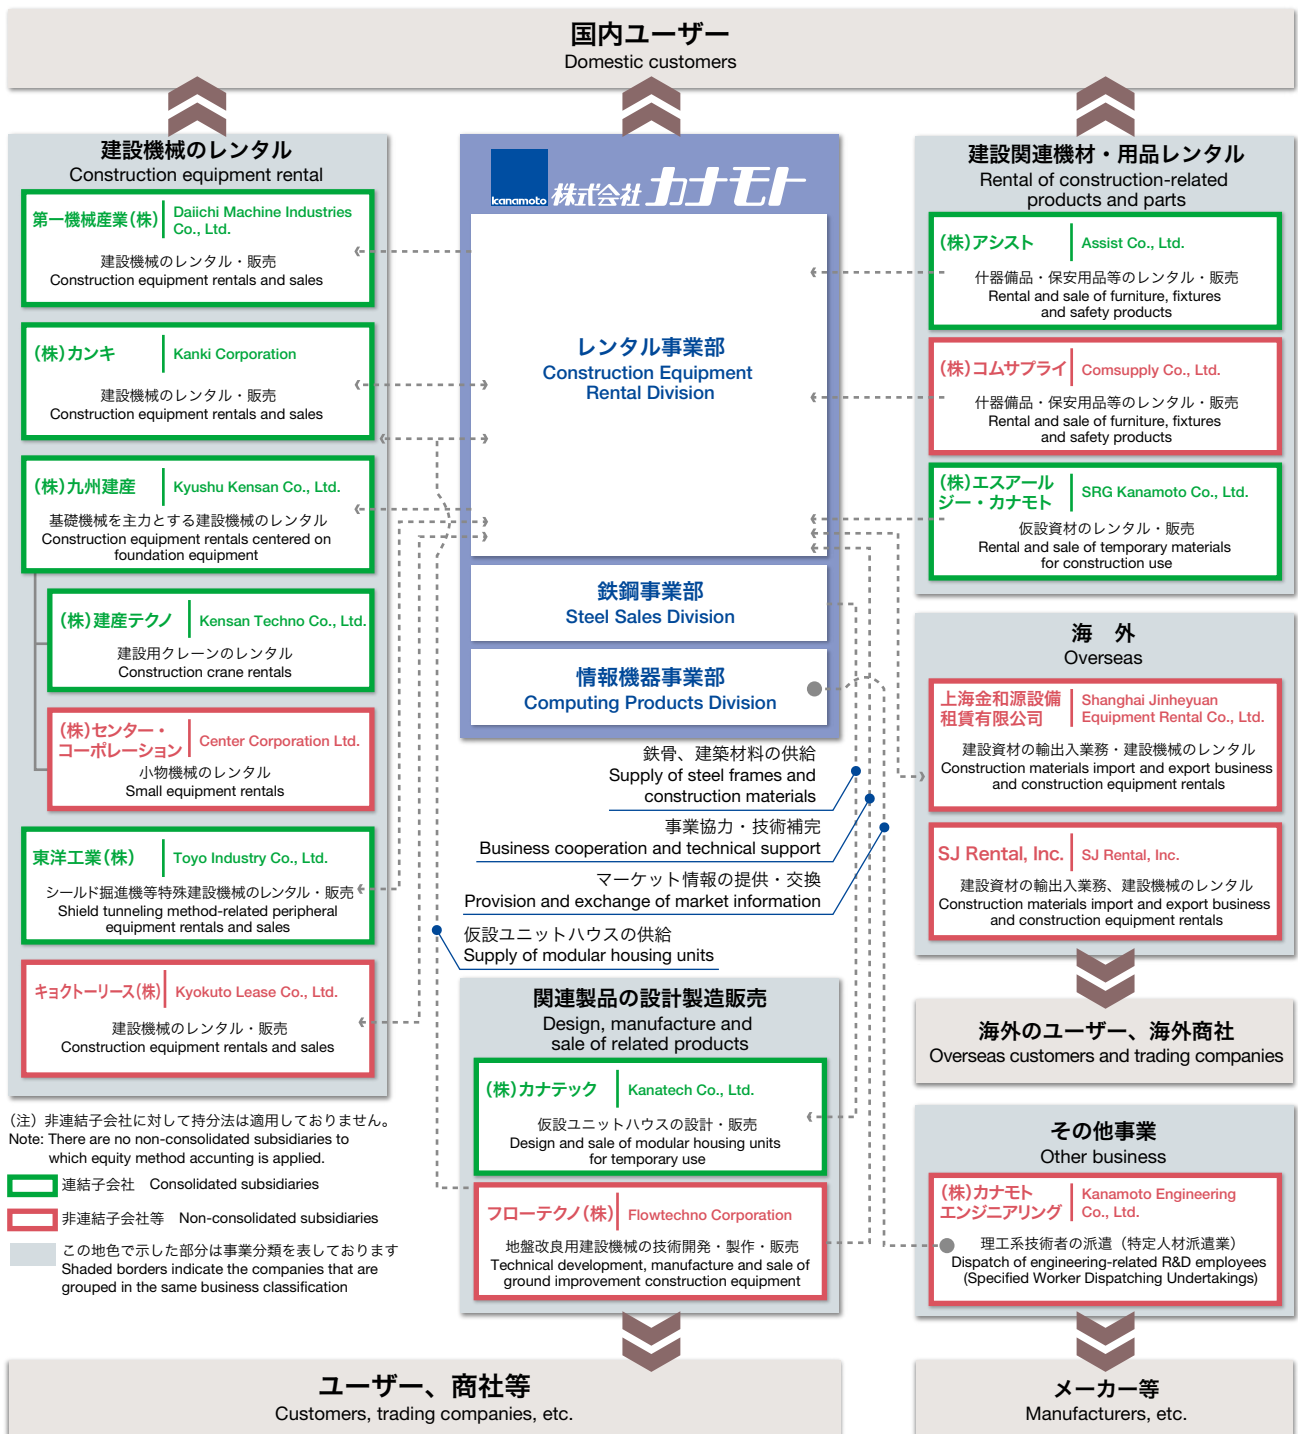 国内ユーザー
Domestic customers
建設機械のレンタル
Construction equipment rental
第一機械産業(株)
Daiichi Machine Industries
Co., Ltd.
建設機械のレンタル・販売
Construction equipment rentals and sales
(株)カンキ
Kanki Corporation
建設機械のレンタル・販売
Construction equipment rentals and sales
(株)九州建産
Kyushu Kensan Co., Ltd.
基礎機械を主力とする建設機械のレンタル
Construction equipment rentals centered on
foundation equipment
(株)建産テクノ
Kensan Techno Co., Ltd.
建設用クレーンのレンタル
Construction crane rentals
(株)センター・
コーポレーション
Center Corporation Ltd.
小物機械のレンタル
Small equipment rentals
東洋工業(株)
Toyo Industry Co., Ltd.
シールド掘進機等特殊建設機械のレンタル・販売
Shield tunneling method-related peripheral
equipment rentals and sales
キョクトーリース(株)
Kyokuto Lease Co., Ltd.
建設機械のレンタル・販売
Construction equipment rentals and sales
(注)非連結子会社に対して持分法は適用しておりません。
Note: There are no non-consolidated subsidiaries to
which equity method accunting is applied.
連結子会社 Consolidated subsidiaries
非連結子会社等 Non-consolidated subsidiaries
この地色で示した部分は事業分類を表しております
Shaded borders indicate the companies that are
grouped in the same business classification
kanamoto
株式会社カナモト
レンタル事業部
Construction Equipment
Rental Division
鉄鋼事業部
Steel Sales Division
情報機器事業部
Computing Products Division
鉄骨、建築材料の供給
Supply of steel frames and
construction materials
事業協力・技術補完
Business cooperation and technical support
マーケット情報の提供・交換
Provision and exchange of market information
仮設ユニットハウスの供給
Supply of modular housing units
関連製品の設計製造販売
Design, manufacture and
sale of related products
(株)カナテック
Kanatech Co., Ltd.
仮設ユニットハウスの設計・販売
Design and sale of modular housing units
for temporary use
フローテクノ(株)
Flowtechno Corporation
地盤改良用建設機械の技術開発・製作・販売
Technical development, manufacture and sale of
ground improvement construction equipment
建設関連機材・用品レンタル
Rental of construction-related
products and parts
(株)アシスト
Assist Co., Ltd.
什器備品・保安用品等のレンタル・販売
Rental and sale of furniture, fixtures
and safety products
(株)コムサプライ
Comsupply Co., Ltd.
什器備品・保安用品等のレンタル・販売
Rental and sale of furniture, fixtures
and safety products
(株)エスアール
ジー・カナモト
SRG Kanamoto Co., Ltd.
仮設資材のレンタル・販売
Rental and sale of temporary materials
for construction use
海 外
Overseas
上海金和源設備
租賃有限公司
Shanghai Jinheyuan
Equipment Rental Co., Ltd.
建設資材の輸出入業務・建設機械のレンタル
Construction materials import and export business
and construction equipment rentals
SJ Rental, Inc.
SJ Rental, Inc.
建設資材の輸出入業務、建設機械のレンタル
Construction materials import and export business
and construction equipment rentals
海外のユーザー、海外商社
Overseas customers and trading companies
その他事業
Other business
(株)カナモト
エンジニアリング
Kanamoto Engineering
Co., Ltd.
理工系技術者の派遣(特定人材派遣業)
Dispatch of engineering-related R&D employees
(Specified Worker Dispatching Undertakings)
ユーザー、商社等
Customers, trading companies, etc.
メーカー等
Manufacturers, etc.